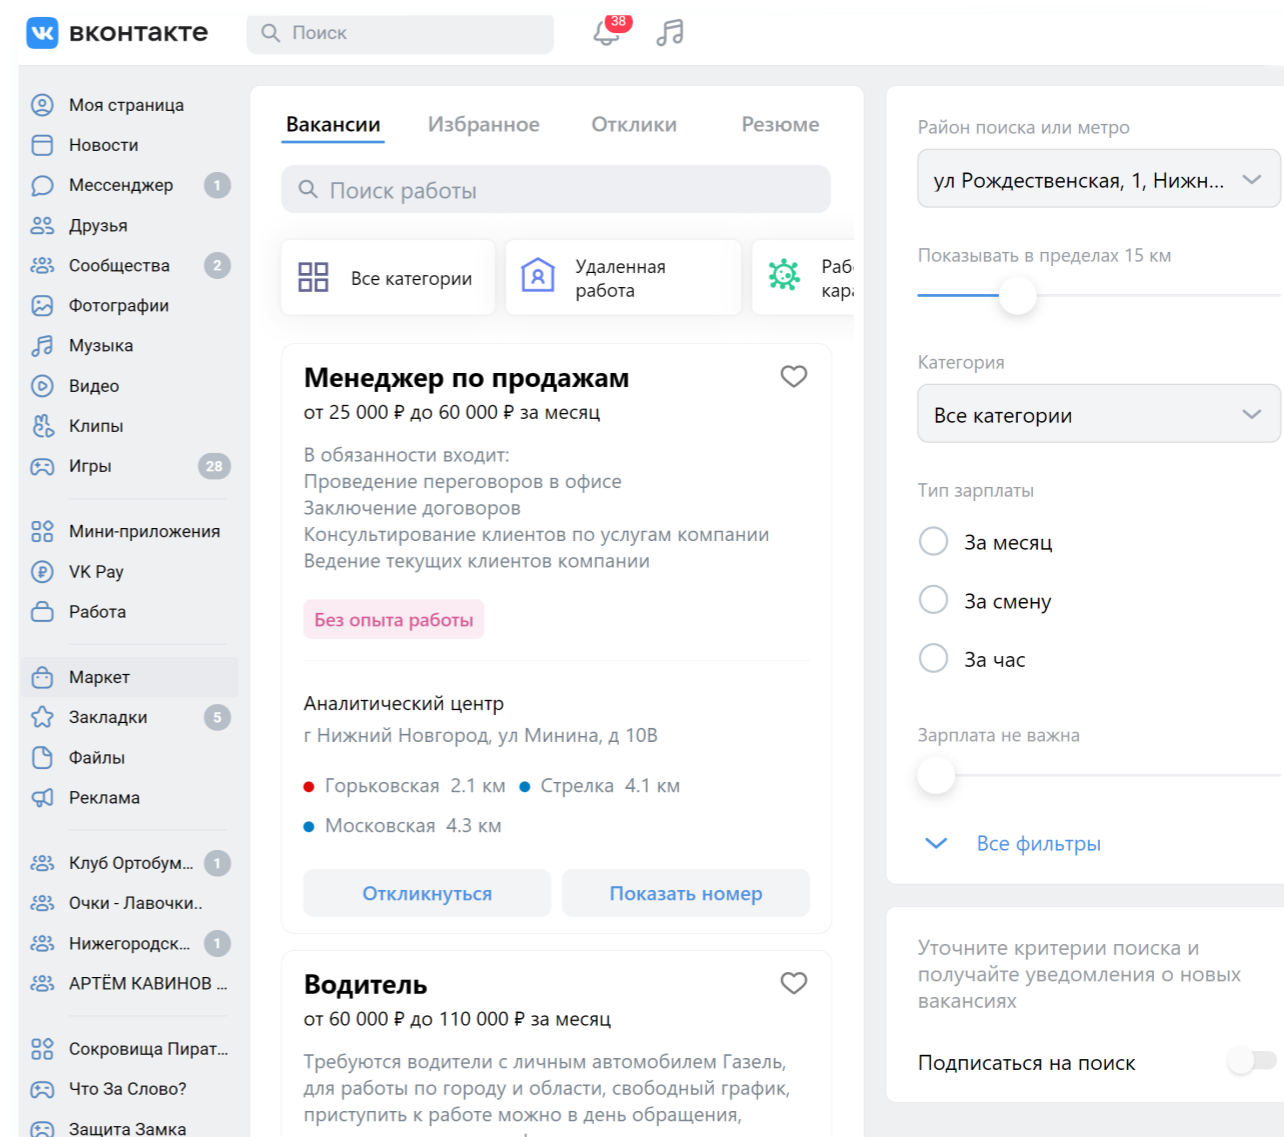 вконтакте
Поиск
38
Моя страница
Новости
Мессенджер 1
Друзья
Сообщества 2
Фотографии
Музыка
Видео
Клипы
Игры 28
Мини-приложения
VK Pay
Работа
Маркет
Закладки 5
Файлы
Реклама
Клуб Ортобум... 1
Очки - Лавочки..
Нижегородск... 1
АРТЁМ КАВИНОВ ...
Сокровища Пират...
Что За Слово?
Защита Замка
Вакансии Избранное Отклики Резюме
Поиск работы
Все категории
Удаленная
работа
Раб
кара
Менеджер по продажам
от 25 000 ₽ до 60 000 ₽ за месяц
В обязанности входит:
Проведение переговоров в офисе
Заключение договоров
Консультирование клиентов по услугам компании
Ведение текущих клиентов компании
Без опыта работы
Аналитический центр
г Нижний Новгород, ул Минина, д 10В
Горьковская 2.1 км Стрелка 4.1 км
Московская 4.3 км
Откликнуться Показать номер
Водитель
от 60 000 ₽ до 110 000 ₽ за месяц
Требуются водители с личным автомобилем Газель,
для работы по городу и области, свободный график,
приступить к работе можно в день обращения,
Район поиска или метро
ул Рождественская, 1, Нижн...
Показывать в пределах 15 км
Категория
Все категории
Тип зарплаты
За месяц
За смену
За час
Зарплата не важна
Все фильтры
Уточните критерии поиска и
получайте уведомления о новых
вакансиях
Подписаться на поиск